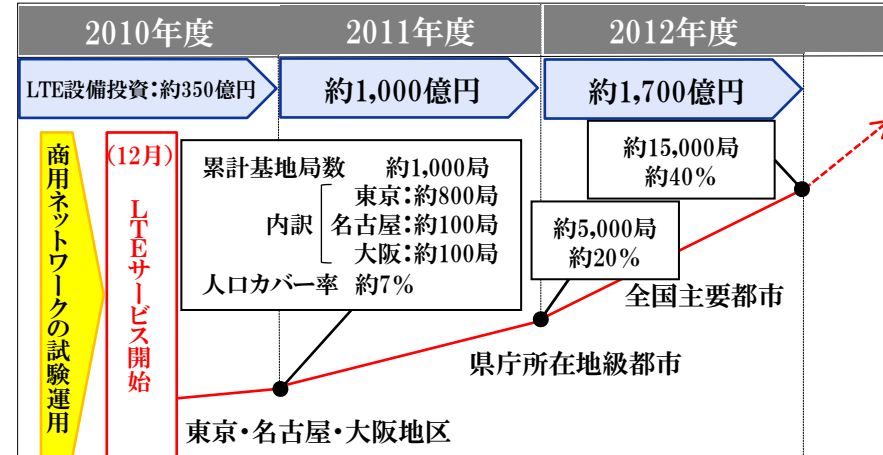 2010年度
2011年度
2012年度
LTE設備投資：約350億円
約1,000億円
約1,700億円
商用ネットワークの試験運用
(12月)
LTEサービス開始
累計基地局数 約1,000局
東京：約800局
内訳 名古屋：約100局
大阪：約100局
人口カバー率 約7%
約5,000局
約20%
約15,000局
約40%
東京・名古屋・大阪地区
県庁所在地級都市
全国主要都市